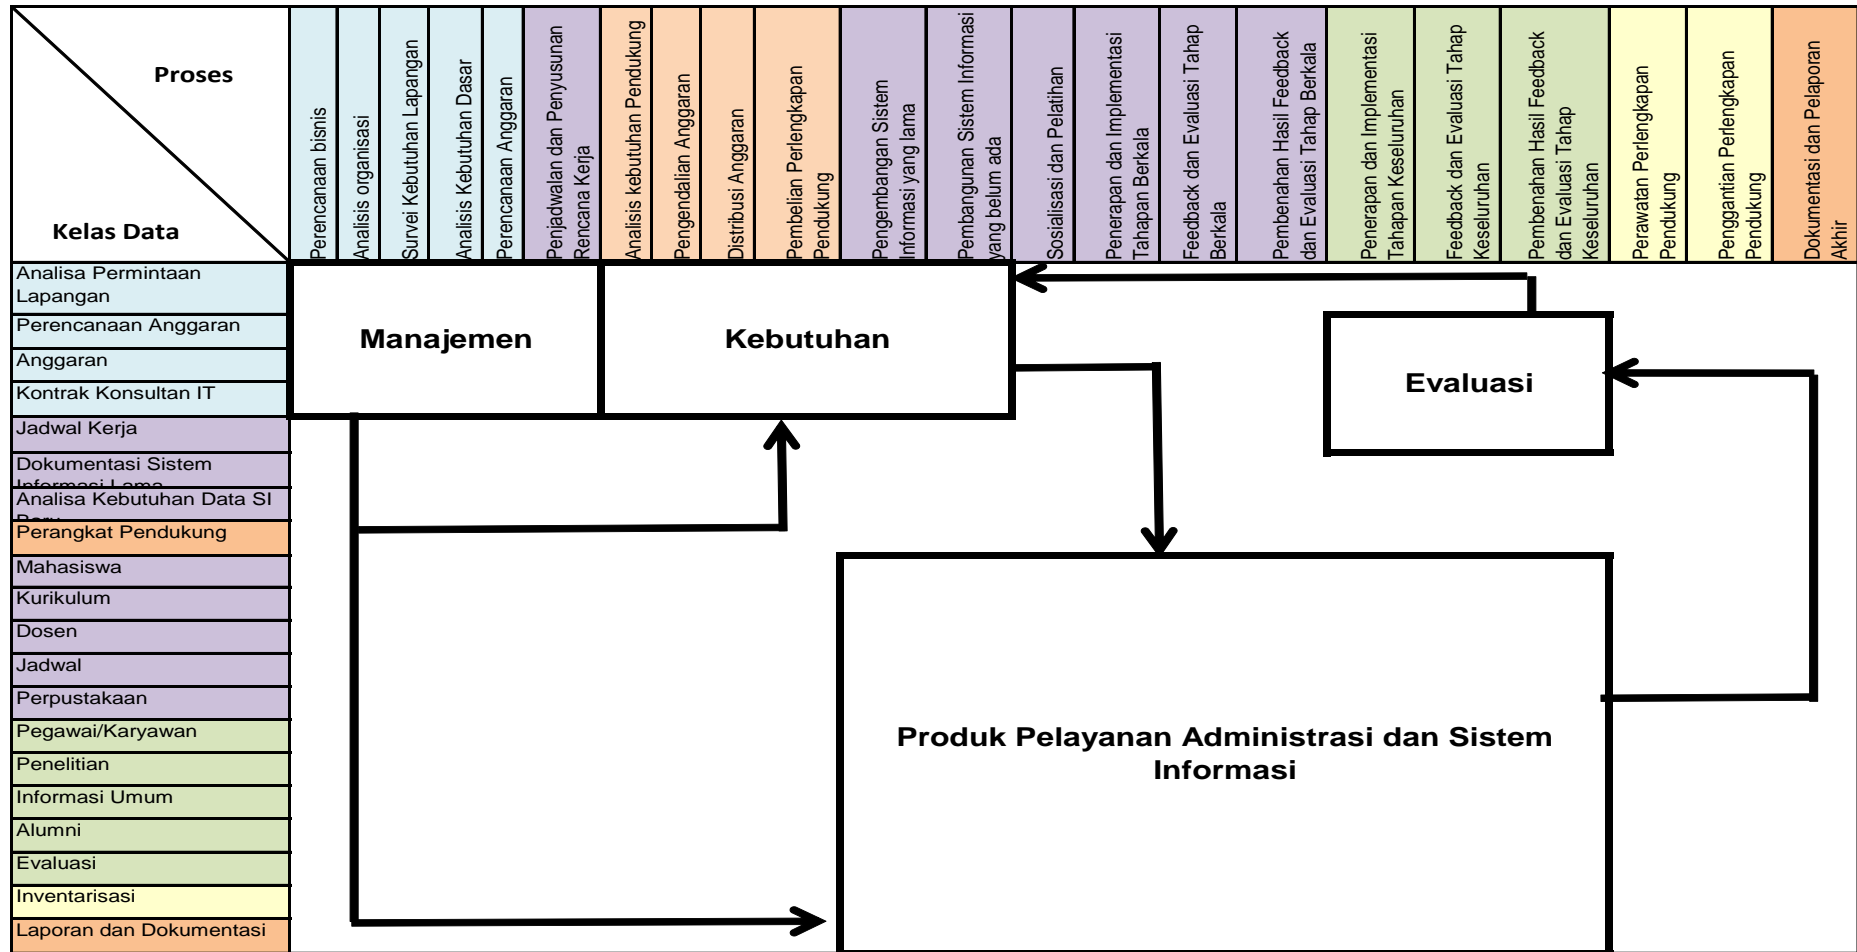 Proses
Kelas Data
Perencanaan bisnis
Analisis organisasi
Survei Kebutuhan Lapangan
Analisis Kebutuhan Dasar
Perencanaan Anggaran
Penjadwalan dan Penyusunan
Rencana Kerja
Analisis kebutuhan Pendukung
Pengendalian Anggaran
Distribusi Anggaran
Pembelian Perlengkapan
Pendukung
Pengembangan Sistem
Informasi yang lama
Pembangunan Sistem Informasi
yang belum ada
Sosialisasi dan Pelatihan
Penerapan dan Implementasi
Tahapan Berkala
Feedback dan Evaluasi Tahap
Berkala
Pembenahan Hasil Feedback
dan Evaluasi Tahap Berkala
Penerapan dan Implementasi
Tahapan Keseluruhan
Feedback dan Evaluasi Tahap
Keseluruhan
Pembenahan Hasil Feedback
dan Evaluasi Tahap
Keseluruhan
Perawatan Perlengkapan
Pendukung
Penggantian Perlengkapan
Pendukung
Dokumentasi dan Pelaporan
Akhir
Analisa Permintaan
Lapangan
Perencanaan Anggaran
Anggaran
Kontrak Konsultan IT
Jadwal Kerja
Dokumentasi Sistem
Informasi Lama
Analisa Kebutuhan Data SI
Perangkat Pendukung
Mahasiswa
Kurikulum
Dosen
Jadwal
Perpustakaan
Pegawai/Karyawan
Penelitian
Informasi Umum
Alumni
Evaluasi
Inventarisasi
Laporan dan Dokumentasi
Manajemen
Kebutuhan
Evaluasi
Produk Pelayanan Administrasi dan Sistem
Informasi